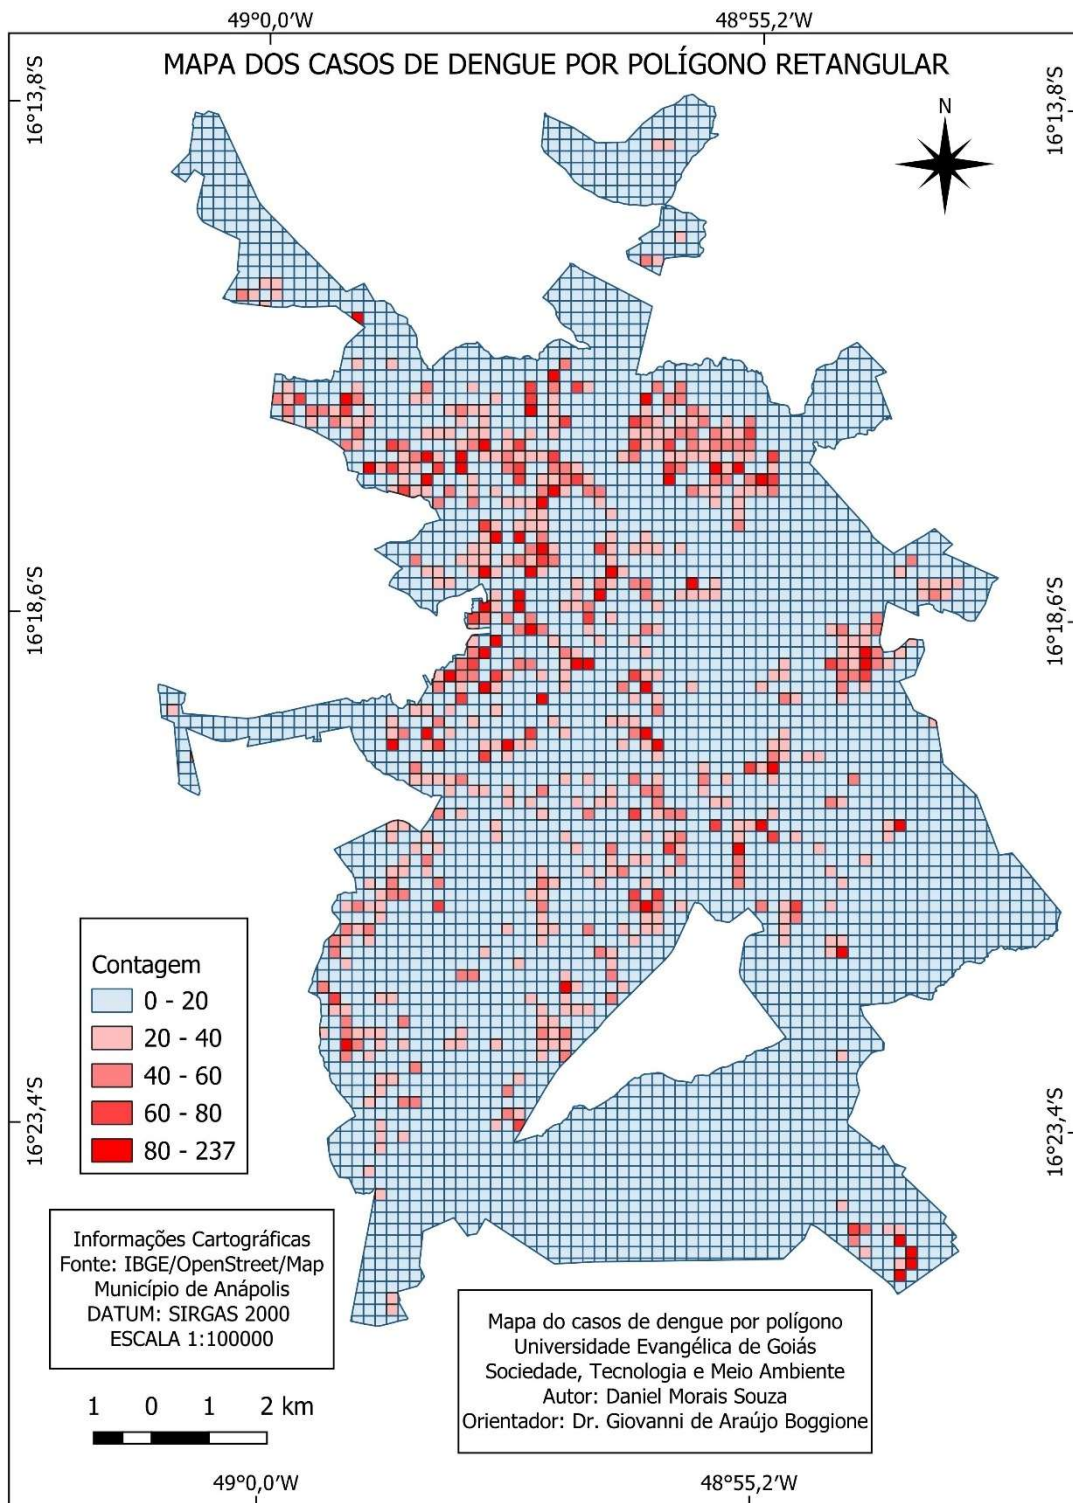 49°0,0'W
48°55,2'W
MAPA DOS CASOS DE DENGUE POR POLÍGONO RETANGULAR
16°13,8'S
16°13,8'S
N
16°18,6'S
16°18,6'S
Contagem
0 - 20
20 - 40
40 - 60
60 - 80
80 - 237
16°23,4'S
16°23,4'S
Informações Cartográficas
Fonte: IBGE/OpenStreet/Map
Município de Anápolis
DATUM: SIRGAS 2000
ESCALA 1:100000
Mapa do casos de dengue por polígono
Universidade Evangélica de Goiás
Sociedade, Tecnologia e Meio Ambiente
Autor: Daniel Morais Souza
Orientador: Dr. Giovanni de Araújo Boggione
1 0 1 2 km
49°0,0'W
48°55,2'W